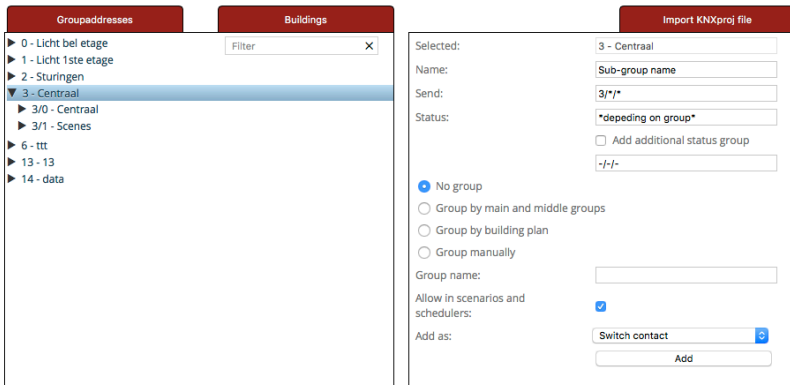 Groupaddresses
Buildings
Import KNXproj file
0 - Licht bel etage
Filter
1 - Licht 1ste etage
2 - Sturingen
3 - Centraal
3/0 - Centraal
3/1 - Scenes
6 - ttt
13 - 13
14 - data
Selected:
3 - Centraal
Name:
Sub-group name
Send:
3/*/*
Status:
*depeding on group*
Add additional status group
-/-/-
No group
Group by main and middle groups
Group by building plan
Group manually
Group name:
Allow in scenarios and
schedulers:
Add as:
Switch contact
Add